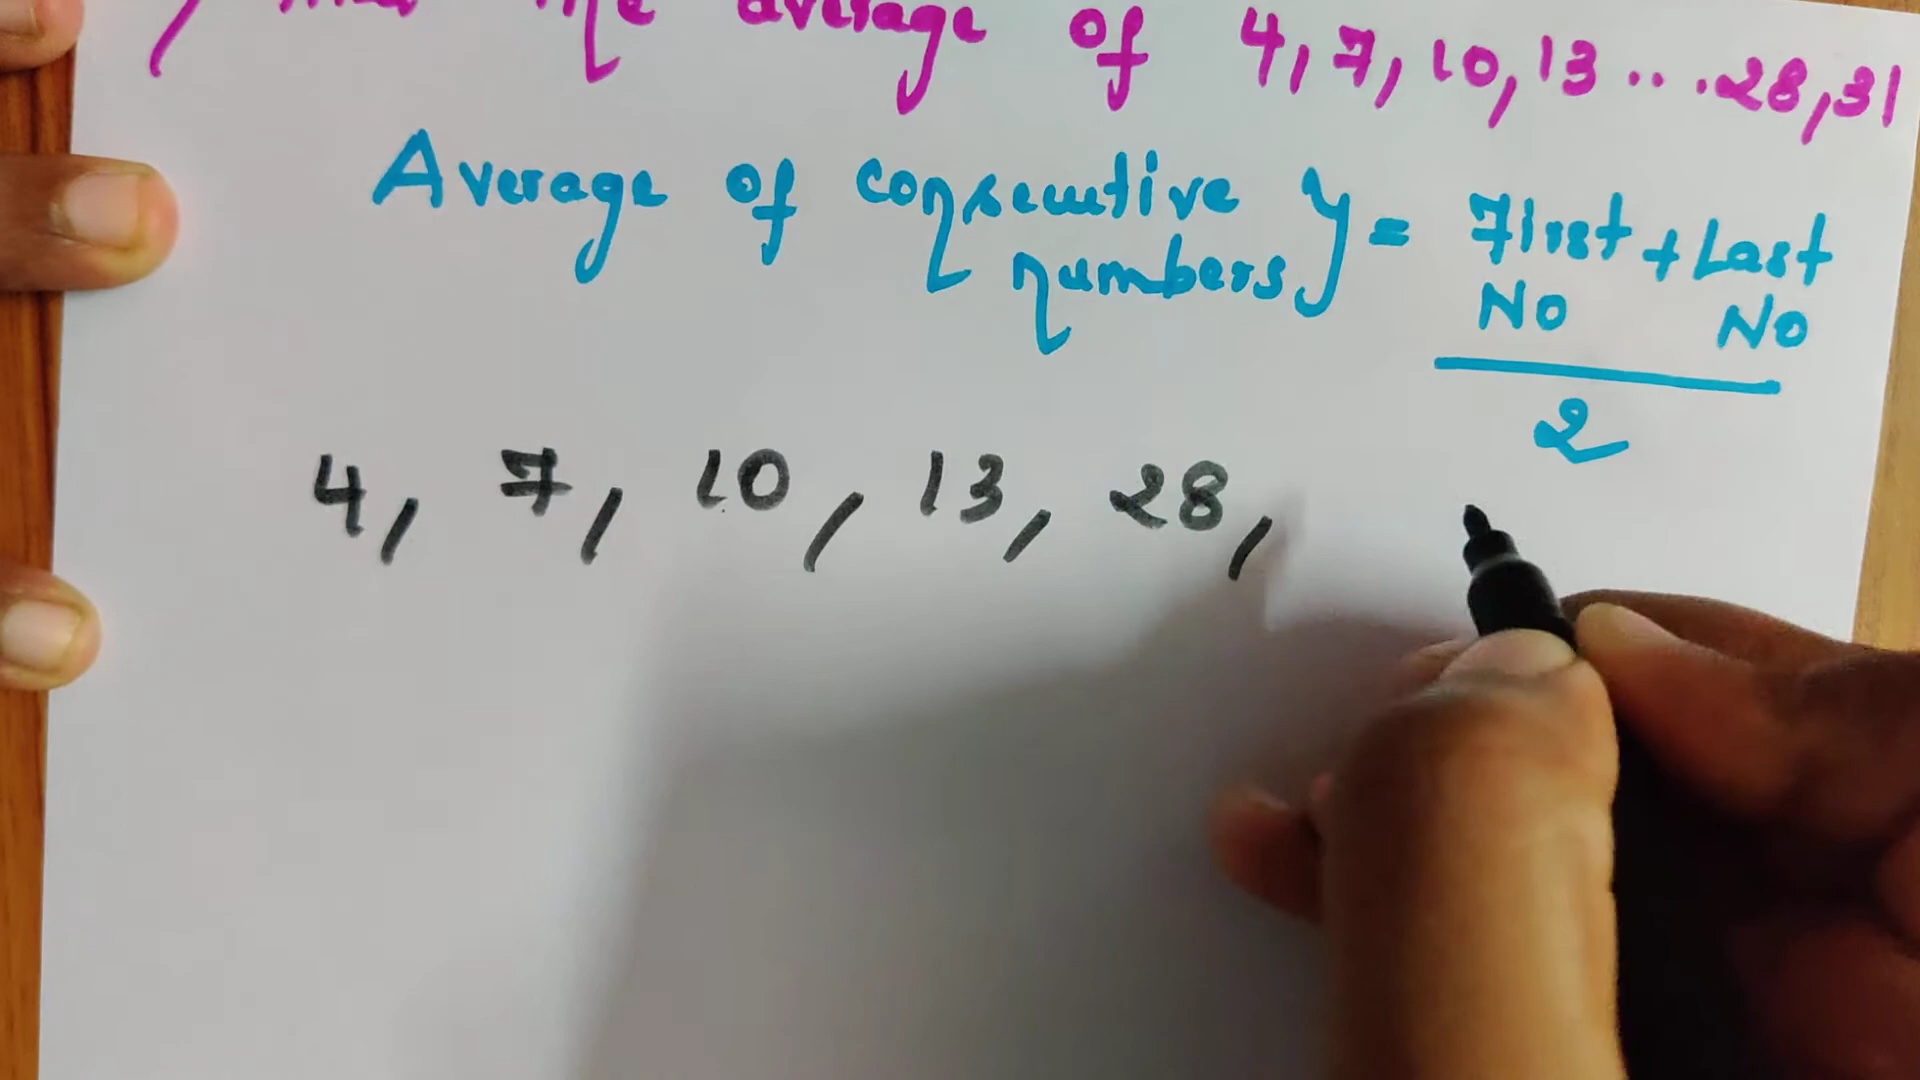 the average of 4, 7, 10, 13 ... 28, 31
Average of consecutive numbers } = First No + Last No
2
4, 7, 10, 13, 28,